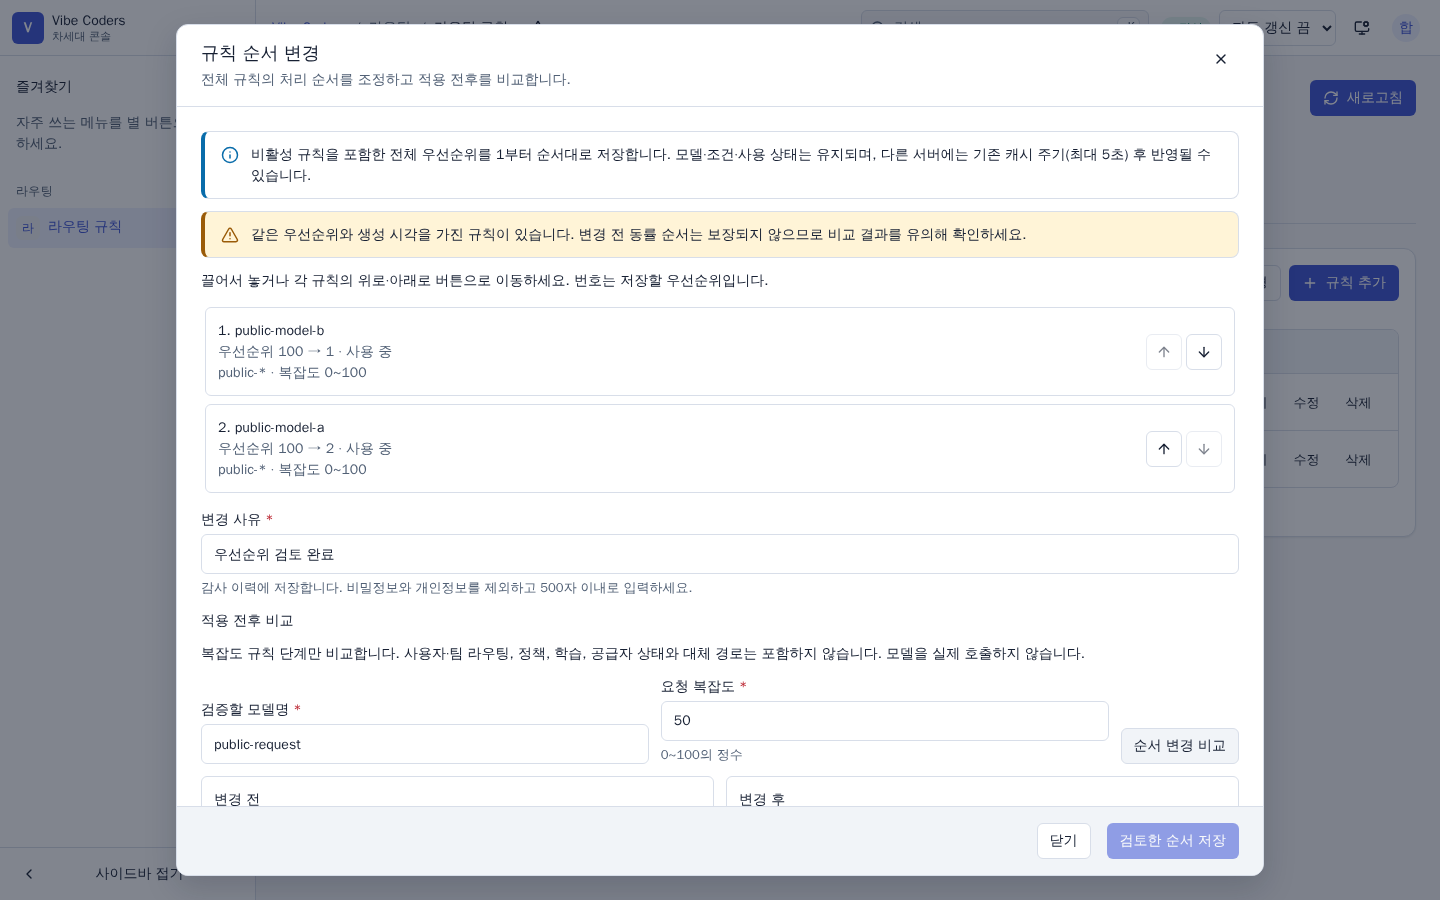 Vibe Coders
차세대 콘솔
즐겨찾기
자주 쓰는 메뉴를 별 버튼으
하세요.
라우팅
라 라우팅 규칙
사이드바 접기
갱신 끔
합
새로고침
규칙 추가
수정 삭제
수정 삭제
규칙 순서 변경
전체 규칙의 처리 순서를 조정하고 적용 전후를 비교합니다.
비활성 규칙을 포함한 전체 우선순위를 1부터 순서대로 저장합니다. 모델·조건·사용 상태는 유지되며, 다른 서버에는 기존 캐시 주기(최대 5초) 후 반영될 수
있습니다.
같은 우선순위와 생성 시각을 가진 규칙이 있습니다. 변경 전 동률 순서는 보장되지 않으므로 비교 결과를 유의해 확인하세요.
끌어서 놓거나 각 규칙의 위로·아래로 버튼으로 이동하세요. 번호는 저장할 우선순위입니다.
1. public-model-b
우선순위 100 → 1 · 사용 중
public-* · 복잡도 0~100
2. public-model-a
우선순위 100 → 2 · 사용 중
public-* · 복잡도 0~100
변경 사유 *
우선순위 검토 완료
감사 이력에 저장합니다. 비밀정보와 개인정보를 제외하고 500자 이내로 입력하세요.
적용 전후 비교
복잡도 규칙 단계만 비교합니다. 사용자·팀 라우팅, 정책, 학습, 공급자 상태와 대체 경로는 포함하지 않습니다. 모델을 실제 호출하지 않습니다.
검증할 모델명 *
public-request
요청 복잡도 *
50
0~100의 정수
순서 변경 비교
변경 전
변경 후
닫기
검토한 순서 저장